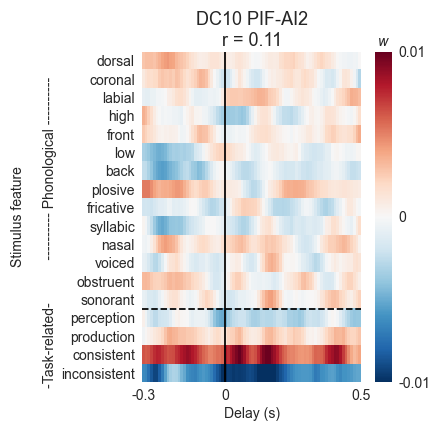 DC10 PIF-AI2
r = 0.11
w
dorsal
coronal
labial
high
front
low
back
plosive
fricative
syllabic
nasal
voiced
obstruent
sonorant
perception
production
consistent
inconsistent
Stimulus feature
-Task-related- ----------- Phonological -----------
0.01
0
-0.01
-0.3 0 0.5
Delay (s)